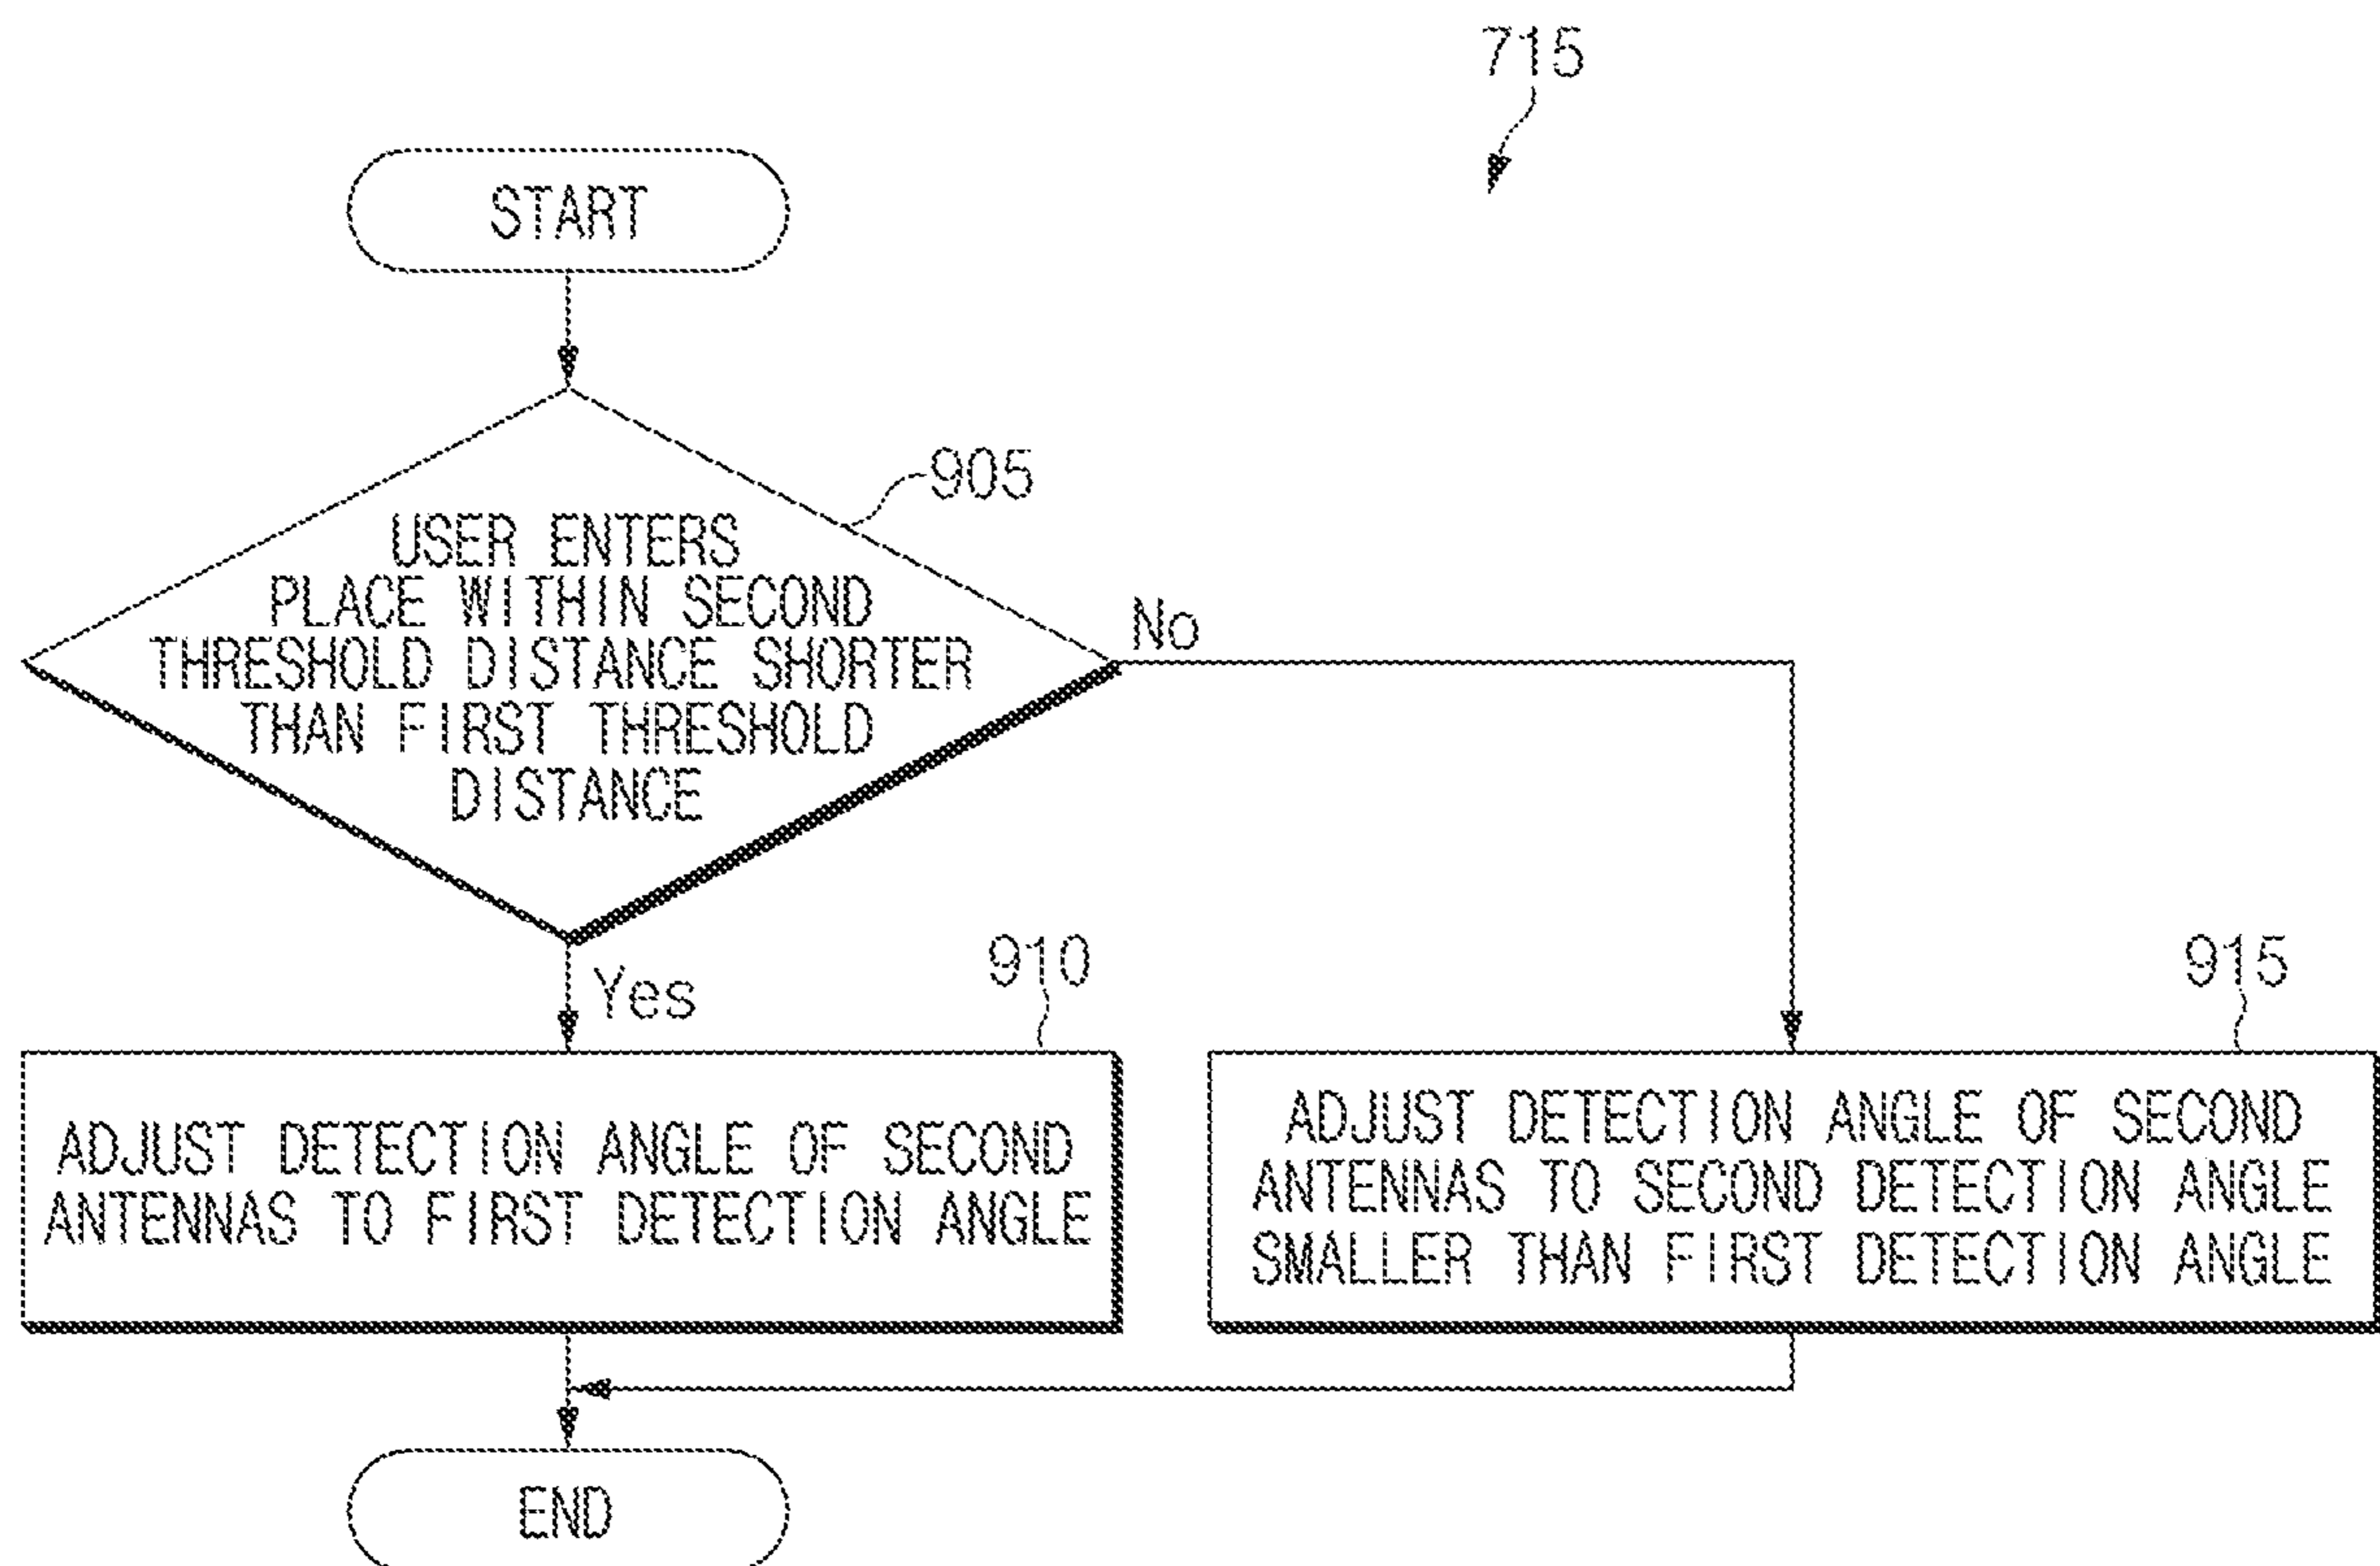 715
START
905
USER ENTERS
PLACE WITHIN SECOND
THRESHOLD DISTANCE SHORTER
THAN FIRST THRESHOLD
DISTANCE
No
Yes
910
915
ADJUST DETECTION ANGLE OF SECOND
ANTENNAS TO FIRST DETECTION ANGLE
ADJUST DETECTION ANGLE OF SECOND
ANTENNAS TO SECOND DETECTION ANGLE
SMALLER THAN FIRST DETECTION ANGLE
END